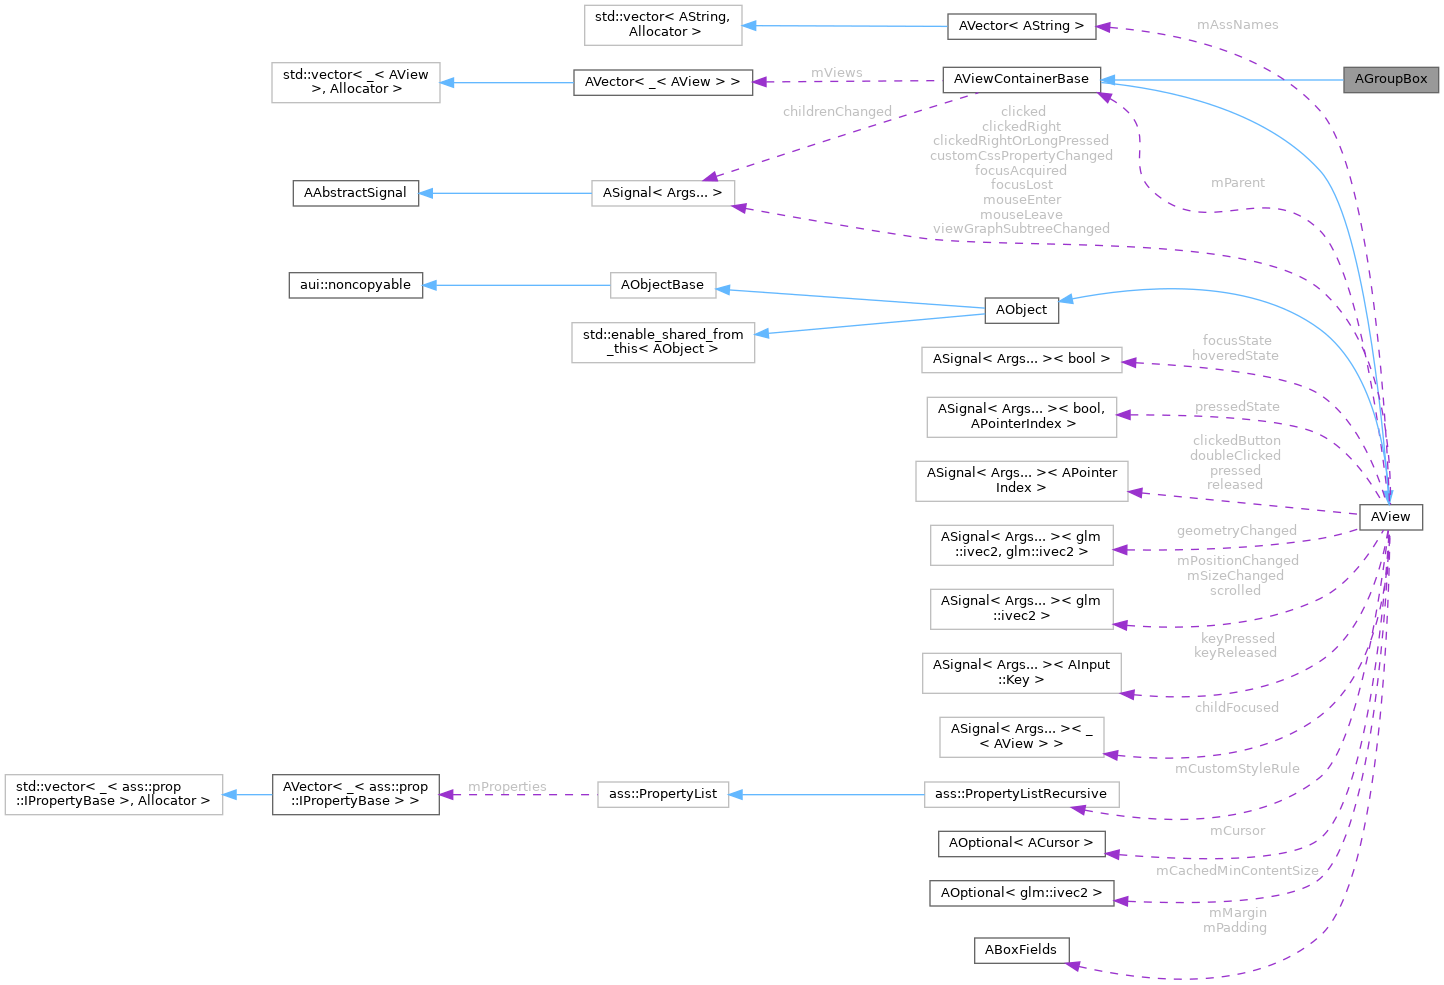 std::vector< AString,
Allocator >
AVector< AString >
mAssNames
std::vector< _< AView
>, Allocator >
AVector< _< AView > >
mViews
AViewContainerBase
AGroupBox
childrenChanged
clicked
clickedRight
clickedRightOrLongPressed
customCssPropertyChanged
focusAcquired
focusLost
mouseEnter
mouseLeave
viewGraphSubtreeChanged
mParent
AAbstractSignal
ASignal< Args... >
aui::noncopyable
AObjectBase
AObject
std::enable_shared_from
_this< AObject >
ASignal< Args... >< bool >
focusState
hoveredState
ASignal< Args... >< bool,
APointerIndex >
pressedState
ASignal< Args... >< APointer
Index >
clickedButton
doubleClicked
pressed
released
AView
ASignal< Args... >< glm
::ivec2, glm::ivec2 >
geometryChanged
ASignal< Args... >< glm
::ivec2 >
mPositionChanged
mSizeChanged
scrolled
ASignal< Args... >< AInput
::Key >
keyPressed
keyReleased
ASignal< Args... >< _
< AView > >
childFocused
std::vector< _< ass::prop
::IPropertyBase >, Allocator >
AVector< _< ass::prop
::IPropertyBase > >
mProperties
ass::PropertyList
ass::PropertyListRecursive
mCustomStyleRule
AOptional< ACursor >
mCursor
AOptional< glm::ivec2 >
mCachedMinContentSize
ABoxFields
mMargin
mPadding